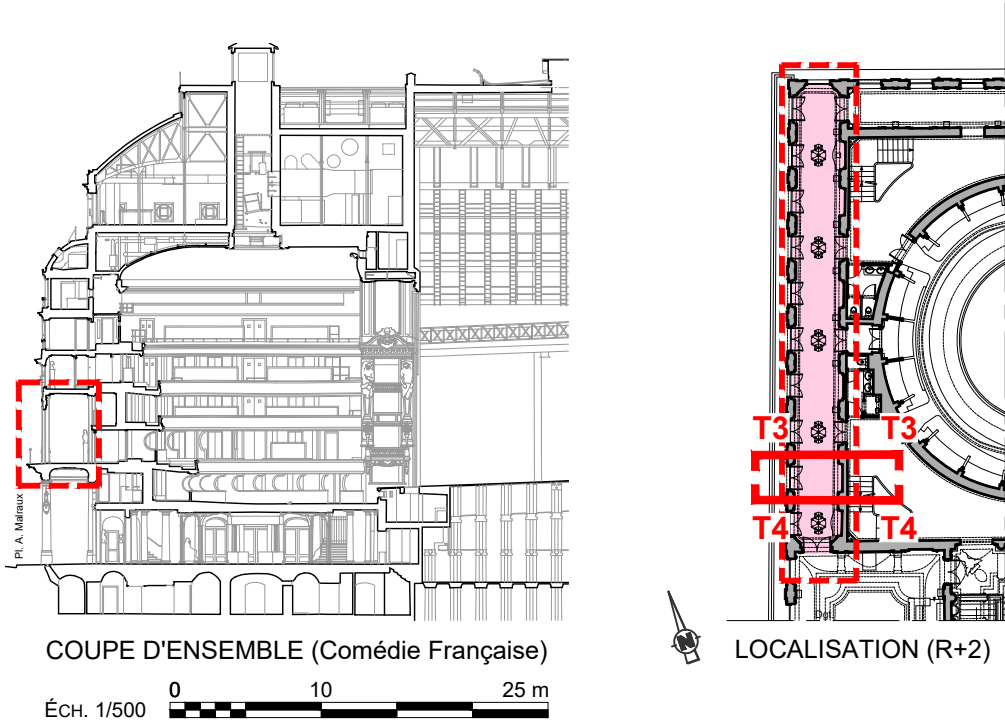 Pl. A. Malraux
T3 T3
T4 T4
N
COUPE D'ENSEMBLE (Comédie Française)
LOCALISATION (R+2)
ÉCH. 1/500
0 10 25 m